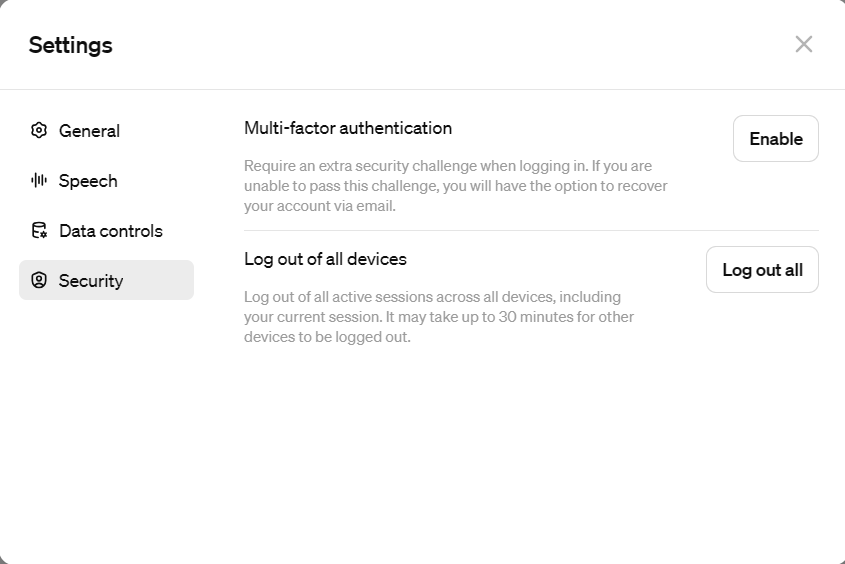 Settings
General
Speech
Data controls
Security
Multi-factor authentication
Enable
Require an extra security challenge when logging in. If you are
unable to pass this challenge, you will have the option to recover
your account via email.
Log out of all devices
Log out all
Log out of all active sessions across all devices, including
your current session. It may take up to 30 minutes for other
devices to be logged out.